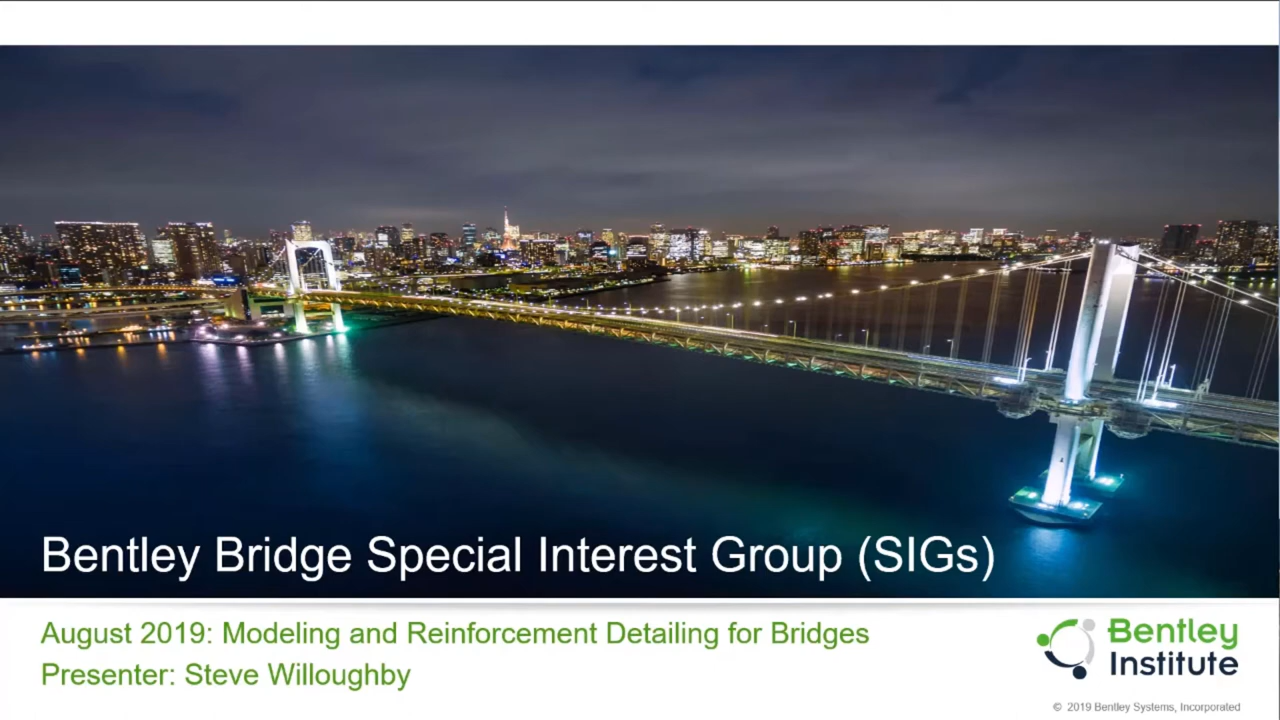 Bentley Bridge Special Interest Group (SIGs)
August 2019: Modeling and Reinforcement Detailing for Bridges
Presenter: Steve Willoughby
Bentley
Institute
© 2019 Bentley Systems, Incorporated